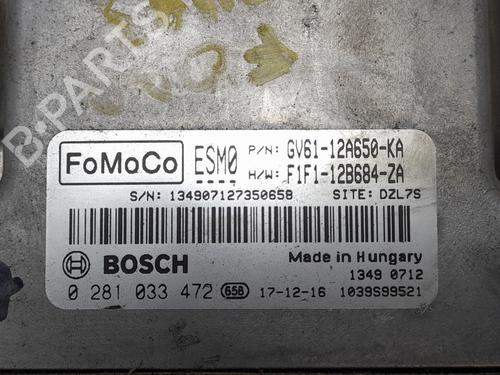 B-PARTS
FoMoCo ESM0 P/N: GV61-12A650-KA
H/W: F1F1-12B684-ZA
S/N: 134907127350658 SITE: DZL7S
BOSCH Made in Hungary
1349 0712
0 281 033 472 658 17-12-16 1039S99521